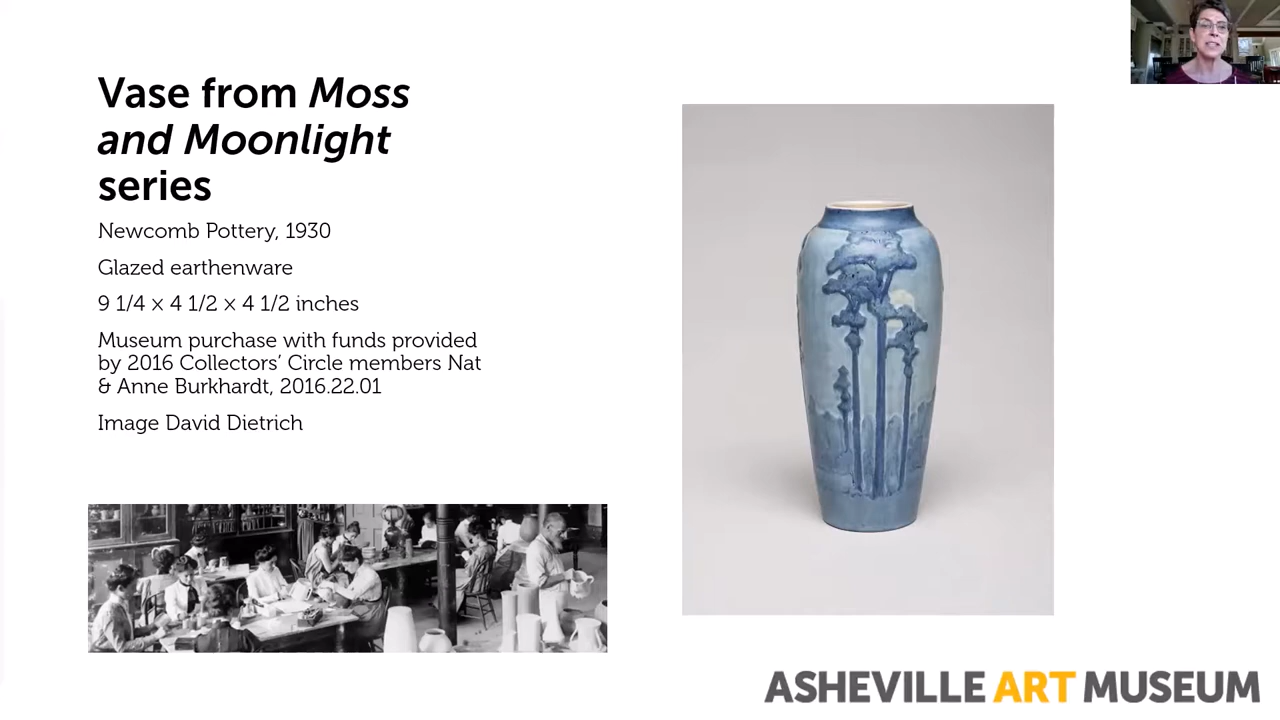 Vase from Moss
and Moonlight
series
Newcomb Pottery, 1930
Glazed earthenware
9 1/4 × 4 1/2 × 4 1/2 inches
Museum purchase with funds provided
by 2016 Collectors’ Circle members Nat
& Anne Burkhardt, 2016.22.01
Image David Dietrich
ASHEVILLE ART MUSEUM